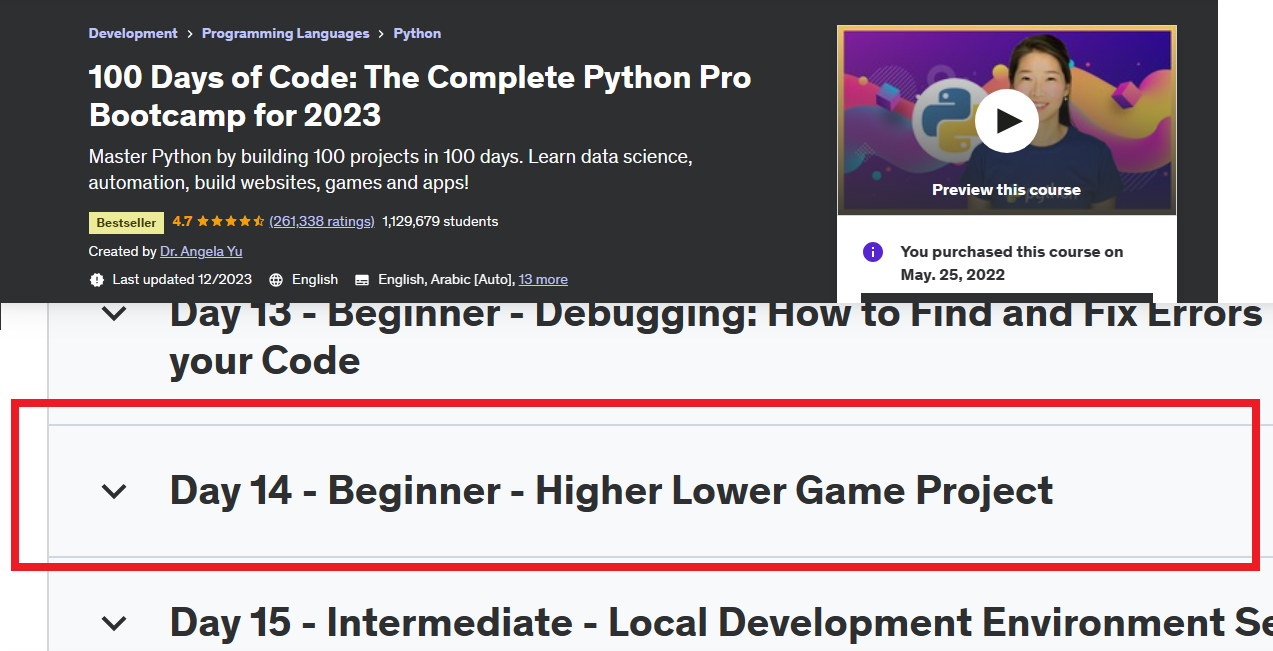 Development > Programming Languages > Python
100 Days of Code: The Complete Python Pro
Bootcamp for 2023
Master Python by building 100 projects in 100 days. Learn data science,
automation, build websites, games and apps!
Bestseller 4.7 (261,338 ratings) 1,129,679 students
Created by Dr. Angela Yu
Last updated 12/2023 English English, Arabic [Auto], 13 more
Preview this course
python
You purchased this course on
May. 25, 2022
Day 13 - Beginner - Debugging: How to Find and Fix Errors
your Code
Day 14 - Beginner - Higher Lower Game Project
Day 15 - Intermediate - Local Development Environment Se